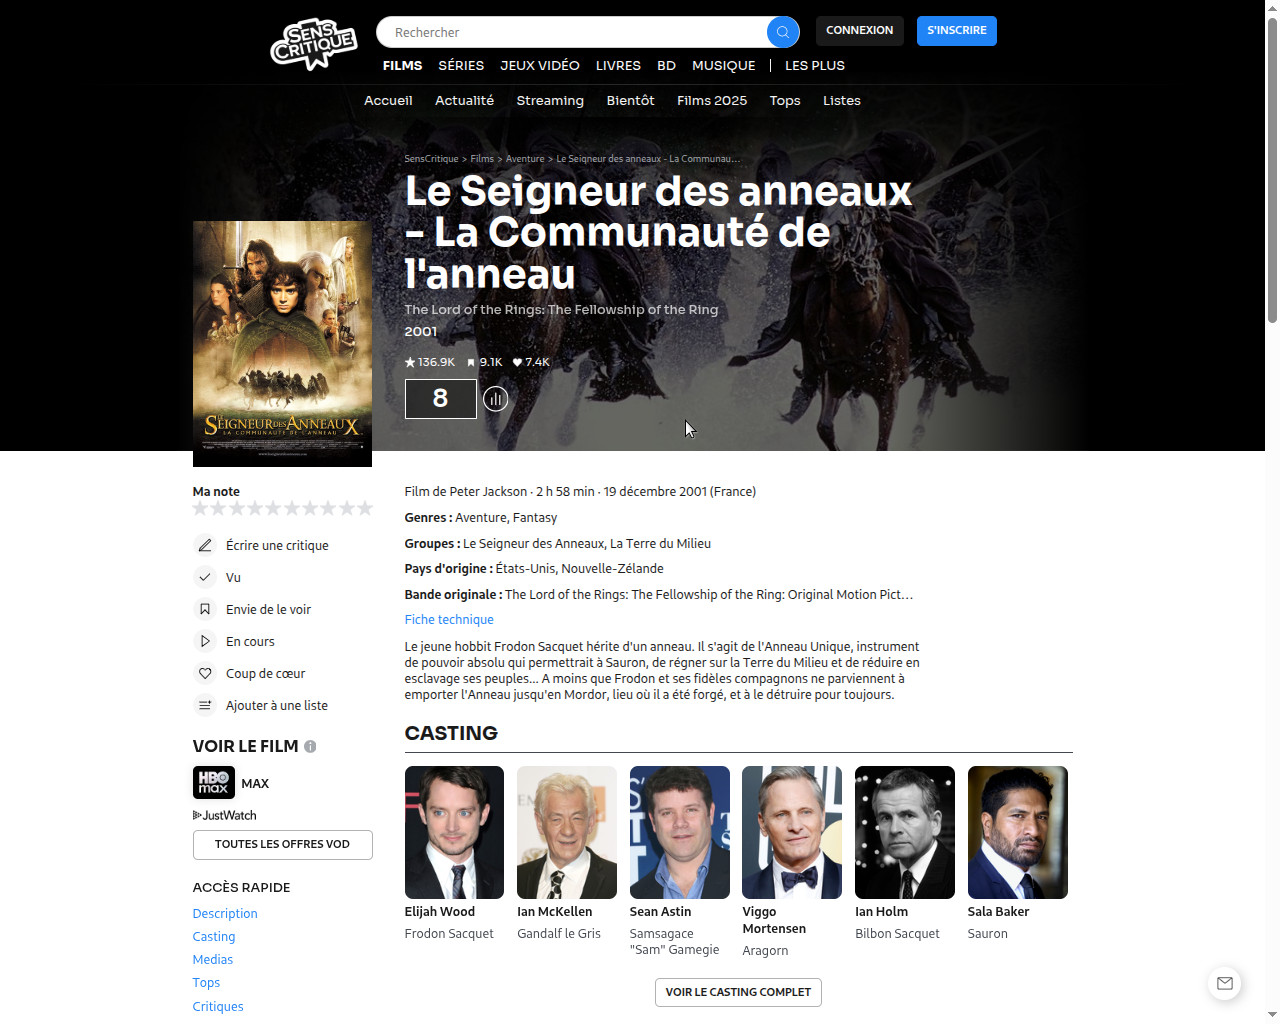 SENS
CRITIQUE
Rechercher
CONNEXION
S'INSCRIRE
FILMS
SÉRIES
JEUX VIDÉO
LIVRES
BD
MUSIQUE
LES PLUS
Accueil
Actualité
Streaming
Bientôt
Films 2025
Tops
Listes
SensCritique > Films > Aventure > Le Seigneur des anneaux - La Communau…
Le Seigneur des anneaux
- La Communauté de
l'anneau
The Lord of the Rings: The Fellowship of the Ring
2001
136.9K 9.1K 7.4K
8
LE
SEIGNEUR DES ANNEAUX
LA COMMUNAUTÉ DE L'ANNEAU
Ma note
Écrire une critique
Vu
Envie de le voir
En cours
Coup de cœur
Ajouter à une liste
VOIR LE FILM
HBO
max
MAX
JustWatch
TOUTES LES OFFRES VOD
ACCÈS RAPIDE
Description
Casting
Medias
Tops
Critiques
Film de Peter Jackson · 2 h 58 min · 19 décembre 2001 (France)
Genres : Aventure, Fantasy
Groupes : Le Seigneur des Anneaux, La Terre du Milieu
Pays d'origine : États-Unis, Nouvelle-Zélande
Bande originale : The Lord of the Rings: The Fellowship of the Ring: Original Motion Pict…
Fiche technique
Le jeune hobbit Frodon Sacquet hérite d'un anneau. Il s'agit de l'Anneau Unique, instrument
de pouvoir absolu qui permettrait à Sauron, de régner sur la Terre du Milieu et de réduire en
esclavage ses peuples... A moins que Frodon et ses fidèles compagnons ne parviennent à
emporter l'Anneau jusqu'en Mordor, lieu où il a été forgé, et à le détruire pour toujours.
CASTING
Elijah Wood
Frodon Sacquet
Ian McKellen
Gandalf le Gris
Sean Astin
Samsagace
"Sam" Gamegie
Viggo
Mortensen
Aragorn
Ian Holm
Bilbon Sacquet
Sala Baker
Sauron
VOIR LE CASTING COMPLET